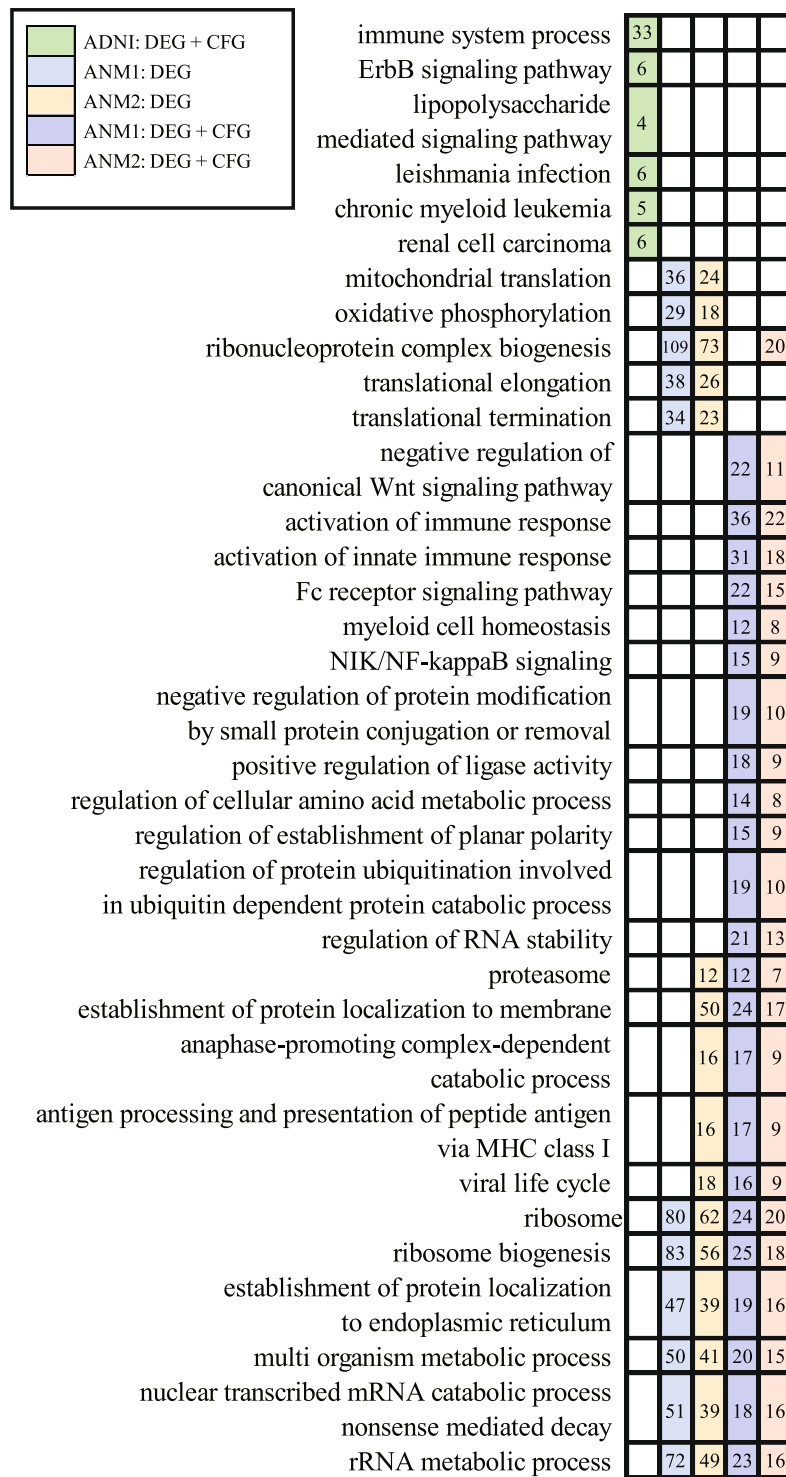 ADNI: DEG + CFG
ANM1: DEG
ANM2: DEG
ANM1: DEG + CFG
ANM2: DEG + CFG
immune system process 33
ErbB signaling pathway 6
lipopolysaccharide
mediated signaling pathway 4
leishmania infection 6
chronic myeloid leukemia 5
renal cell carcinoma 6
mitochondrial translation 36 24
oxidative phosphorylation 29 18
ribonucleoprotein complex biogenesis 109 73 20
translational elongation 38 26
translational termination 34 23
negative regulation of
canonical Wnt signaling pathway 22 11
activation of immune response 36 22
activation of innate immune response 31 18
Fc receptor signaling pathway 22 15
myeloid cell homeostasis 12 8
NIK/NF-kappaB signaling 15 9
negative regulation of protein modification
by small protein conjugation or removal 19 10
positive regulation of ligase activity 18 9
regulation of cellular amino acid metabolic process 14 8
regulation of establishment of planar polarity 15 9
regulation of protein ubiquitination involved
in ubiquitin dependent protein catabolic process 19 10
regulation of RNA stability 21 13
proteasome 12 12 7
establishment of protein localization to membrane 50 24 17
anaphase-promoting complex-dependent
catabolic process 16 17 9
antigen processing and presentation of peptide antigen
via MHC class I 16 17 9
viral life cycle 18 16 9
ribosome 80 62 24 20
ribosome biogenesis 83 56 25 18
establishment of protein localization
to endoplasmic reticulum 47 39 19 16
multi organism metabolic process 50 41 20 15
nuclear transcribed mRNA catabolic process
nonsense mediated decay 51 39 18 16
rRNA metabolic process 72 49 23 16